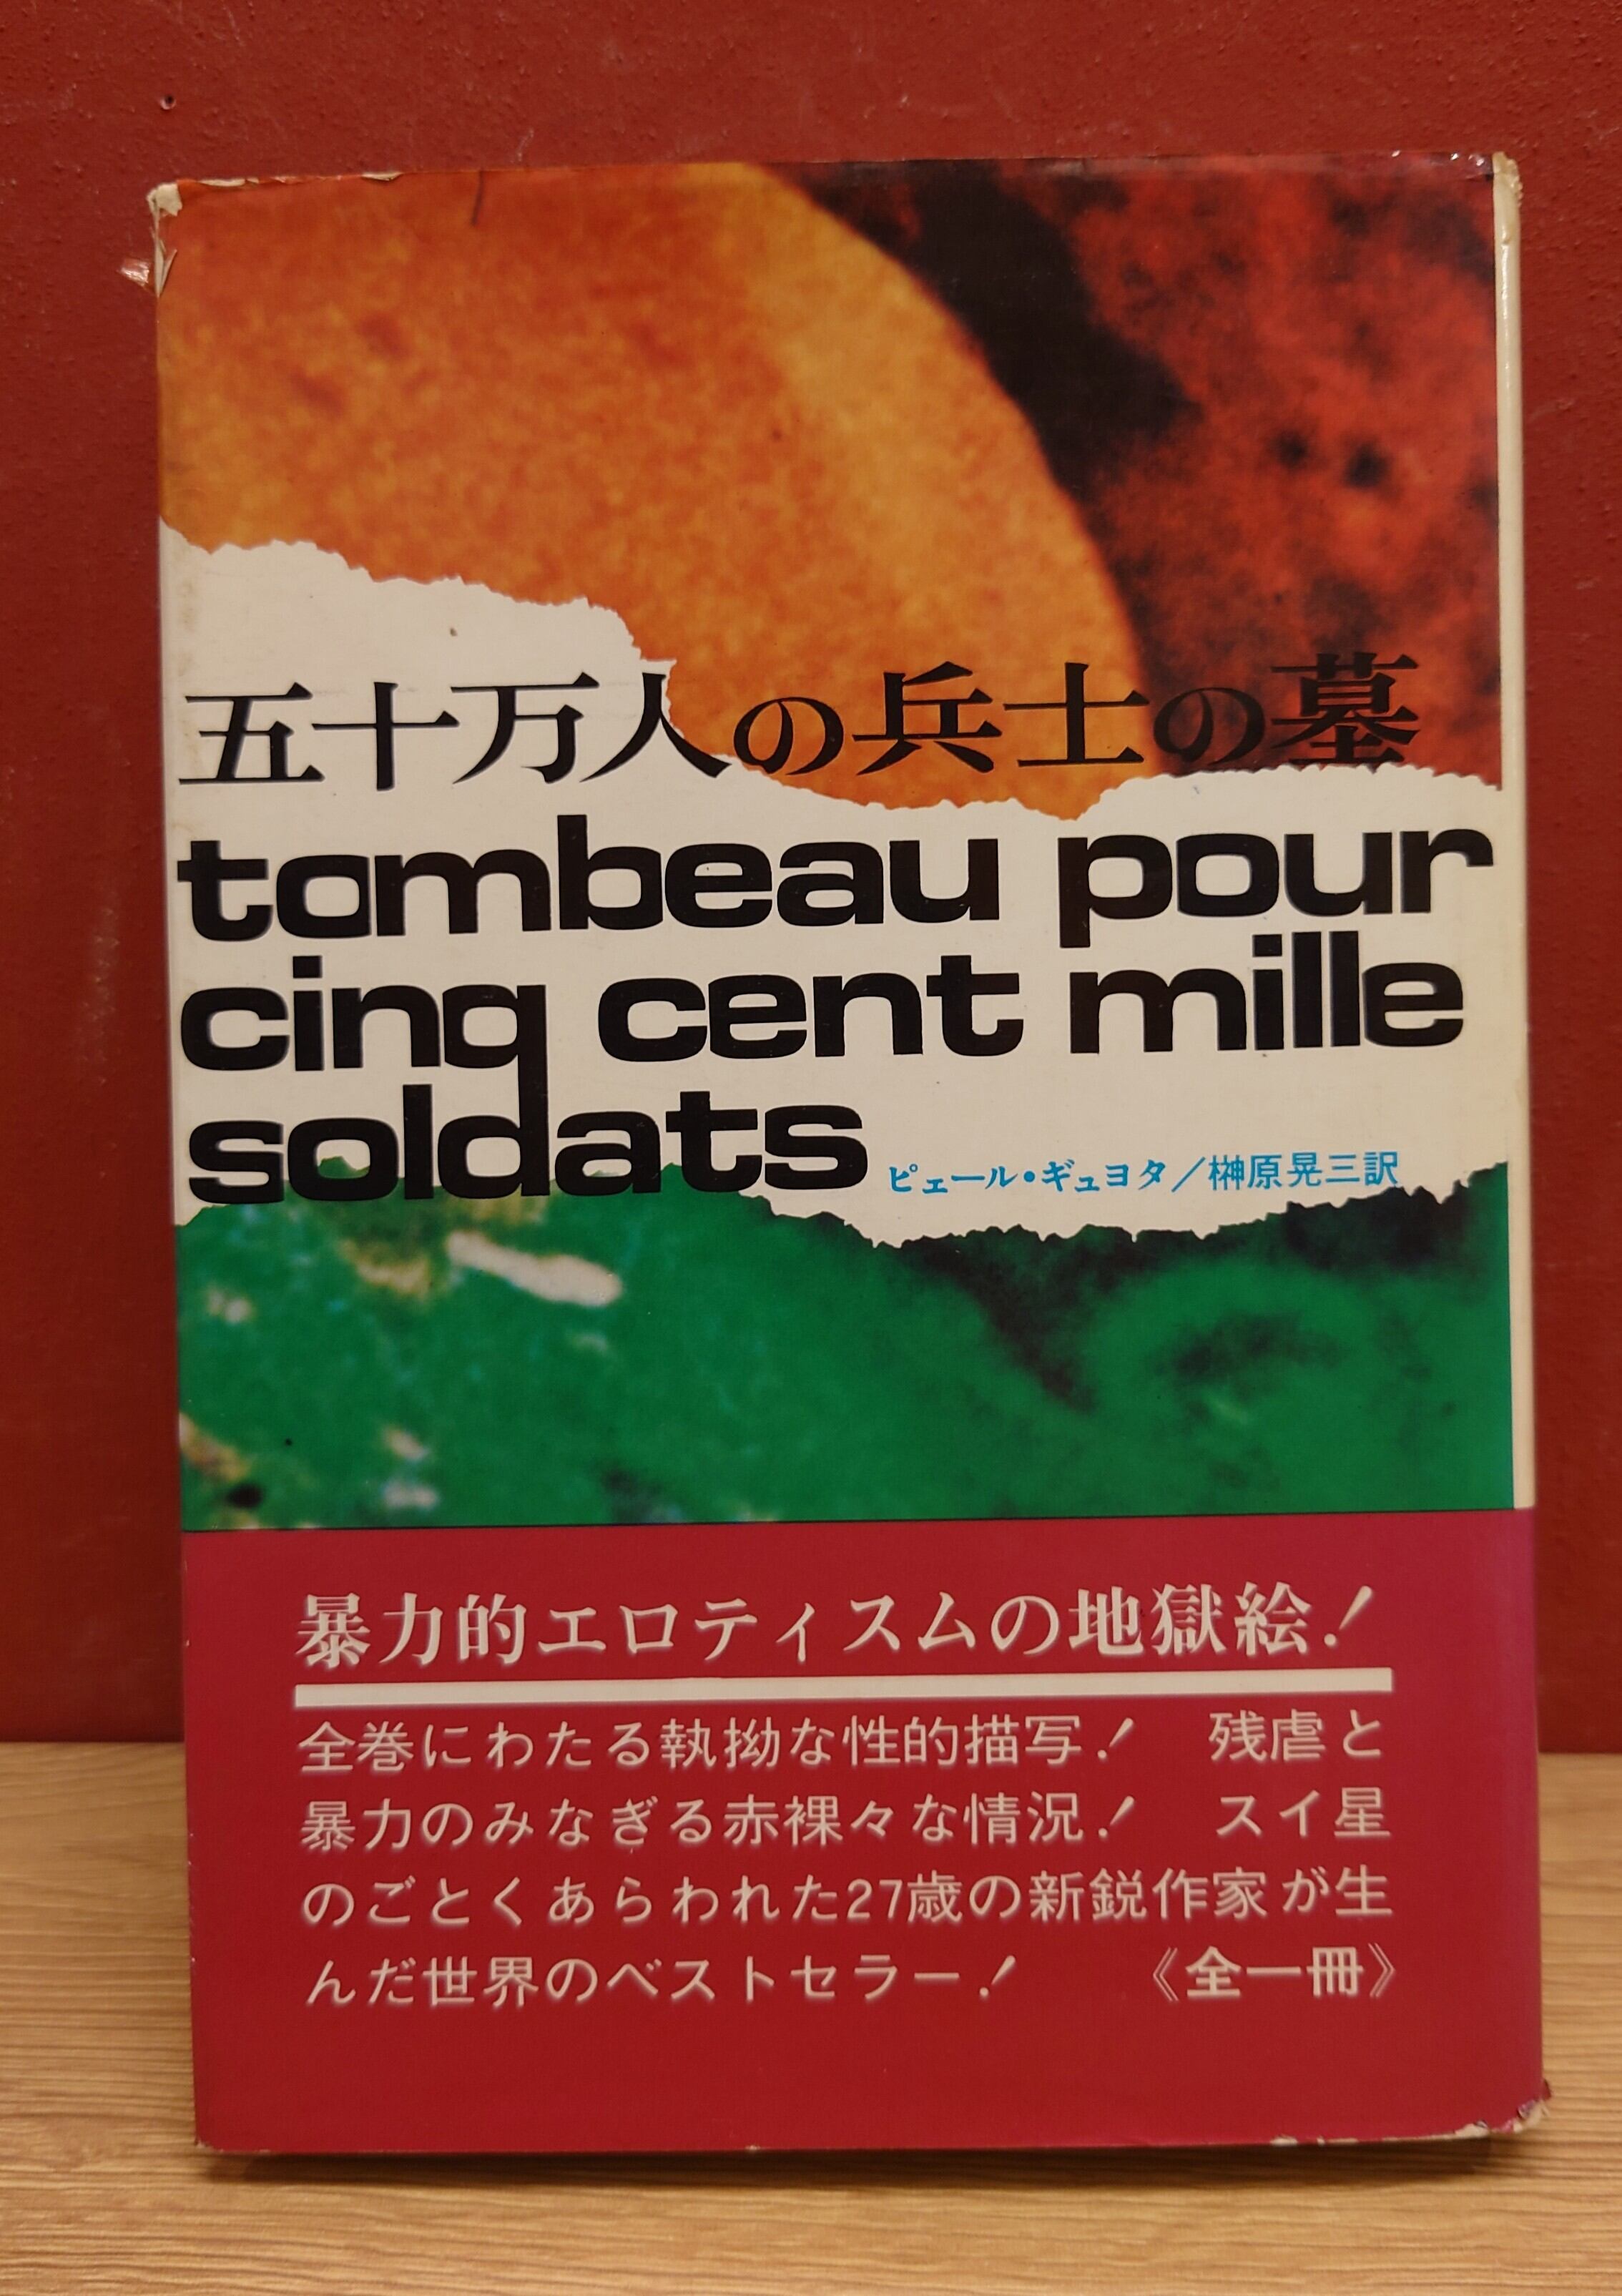 五十万人の兵士の墓
tombeau pour
cinq cent mille
soldats
ピェール・ギュヨタ／榊原晃三訳
暴力的エロティスムの地獄絵！
全巻にわたる執拗な性的描写！　残虐と
暴力のみなぎる赤裸々な情況！　スイ星
のごとくあらわれた27歳の新鋭作家が生
んだ世界のベストセラー！　《全一冊》